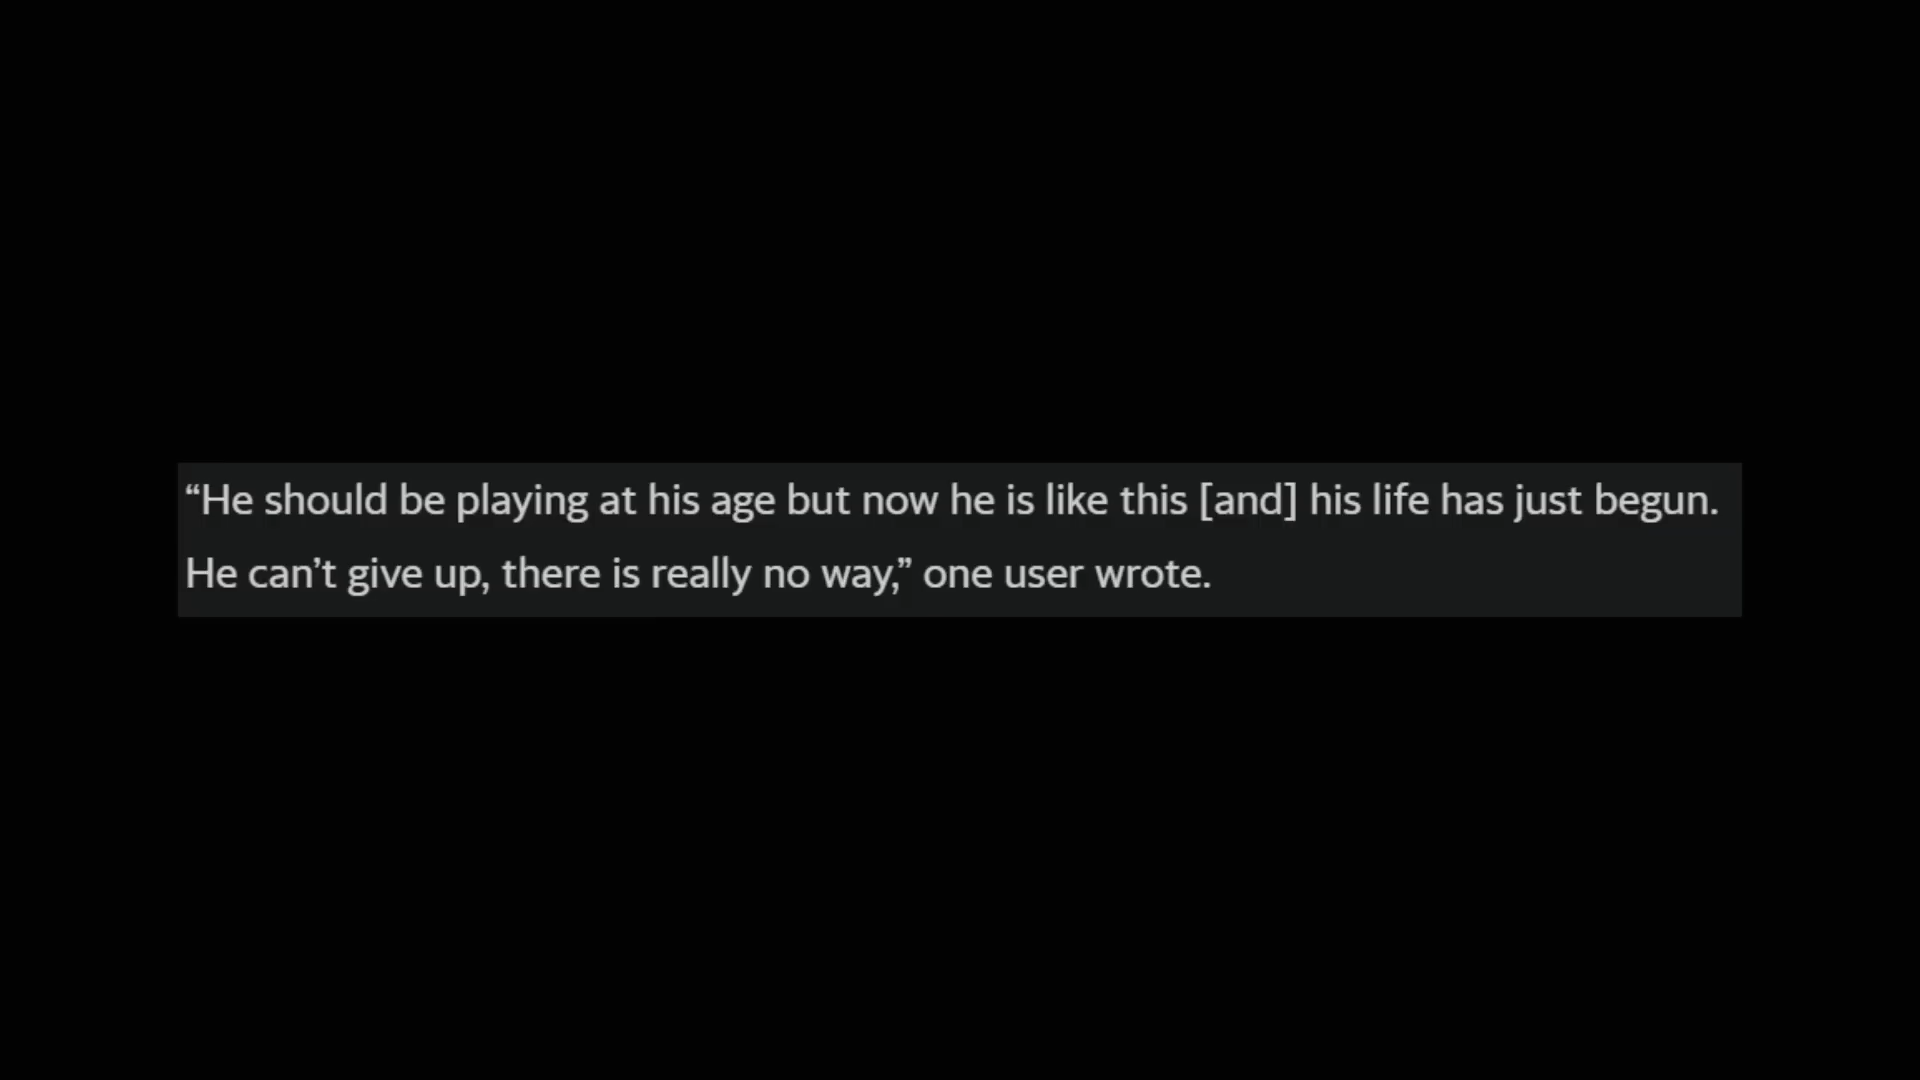 “He should be playing at his age but now he is like this [and] his life has just begun.
He can’t give up, there is really no way,” one user wrote.